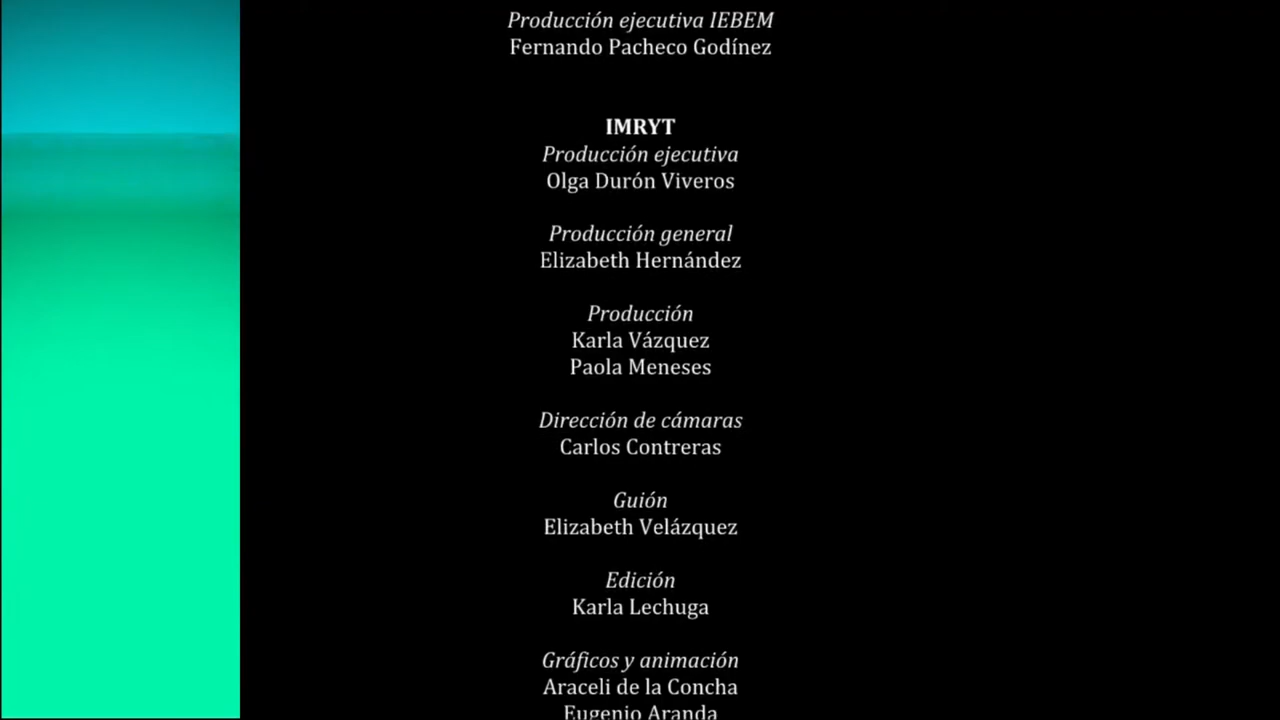 Producción ejecutiva IEBEM
Fernando Pacheco Godínez
IMRYT
Producción ejecutiva
Olga Durón Viveros
Producción general
Elizabeth Hernández
Producción
Karla Vázquez
Paola Meneses
Dirección de cámaras
Carlos Contreras
Guión
Elizabeth Velázquez
Edición
Karla Lechuga
Gráficos y animación
Araceli de la Concha
Eugenio Aranda